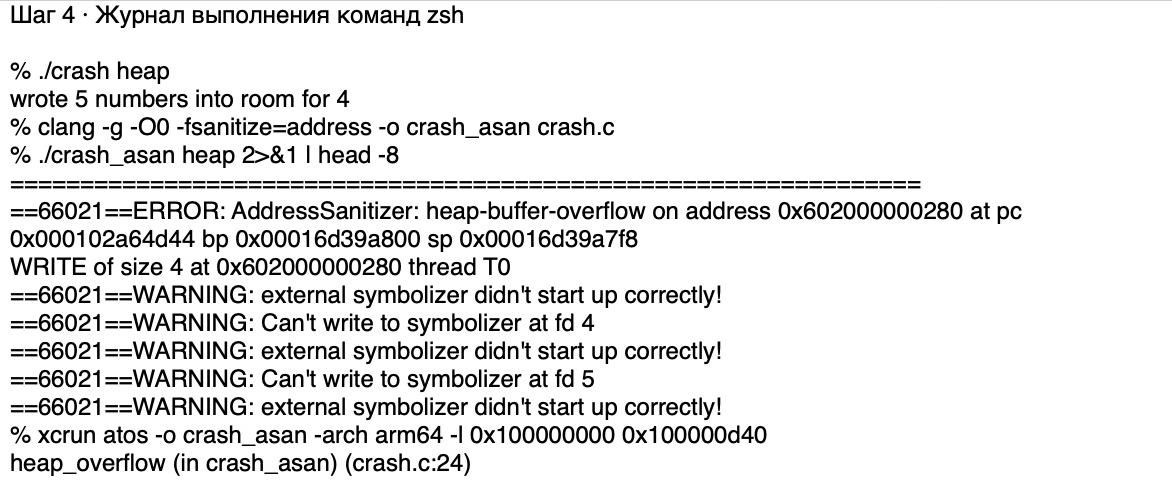 Шаг 4 · Журнал выполнения команд zsh
% ./crash heap
wrote 5 numbers into room for 4
% clang -g -O0 -fsanitize=address -o crash_asan crash.c
% ./crash_asan heap 2>&1 | head -8
=================================================================
==66021==ERROR: AddressSanitizer: heap-buffer-overflow on address 0x602000000280 at pc
0x000102a64d44 bp 0x00016d39a800 sp 0x00016d39a7f8
WRITE of size 4 at 0x602000000280 thread T0
==66021==WARNING: external symbolizer didn't start up correctly!
==66021==WARNING: Can't write to symbolizer at fd 4
==66021==WARNING: external symbolizer didn't start up correctly!
==66021==WARNING: Can't write to symbolizer at fd 5
==66021==WARNING: external symbolizer didn't start up correctly!
% xcrun atos -o crash_asan -arch arm64 -l 0x100000000 0x100000d40
heap_overflow (in crash_asan) (crash.c:24)